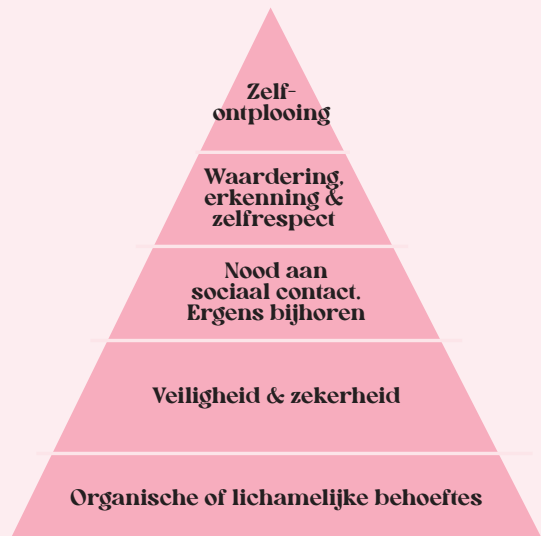 Zelf-
ontplooing
Waardering,
erkenning &
zelfrespect
Nood aan
sociaal contact.
Ergens bijhoren
Veiligheid & zekerheid
Organische of lichamelijke behoeftes